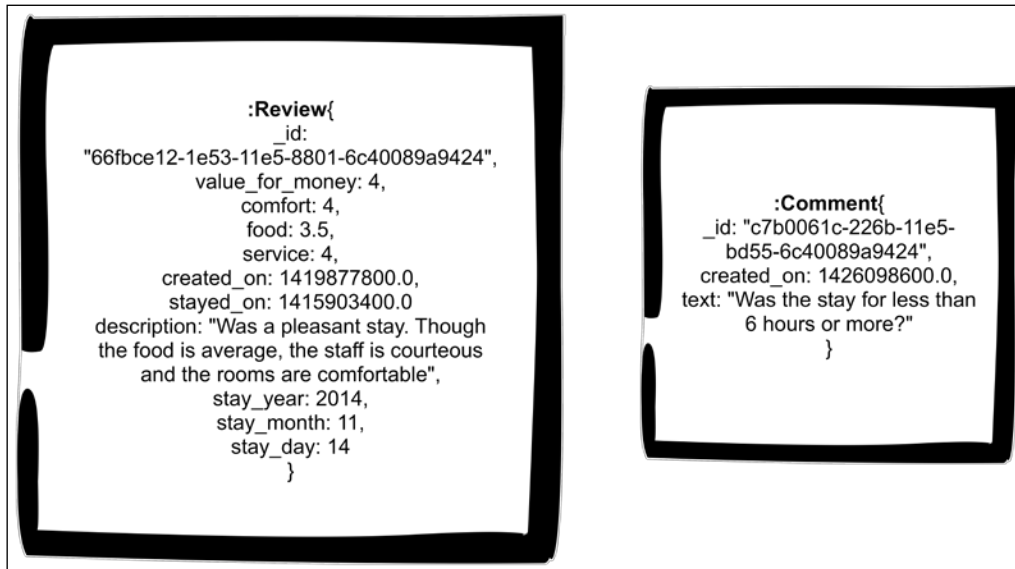 :Review{
_id:
"66fbce12-1e53-11e5-8801-6c40089a9424",
value_for_money: 4,
comfort: 4,
food: 3.5,
service: 4,
created_on: 1419877800.0,
stayed_on: 1415903400.0
description: "Was a pleasant stay. Though
the food is average, the staff is courteous
and the rooms are comfortable",
stay_year: 2014,
stay_month: 11,
stay_day: 14
}
:Comment{
_id: "c7b0061c-226b-11e5-
bd55-6c40089a9424",
created_on: 1426098600.0,
text: "Was the stay for less than
6 hours or more?"
}